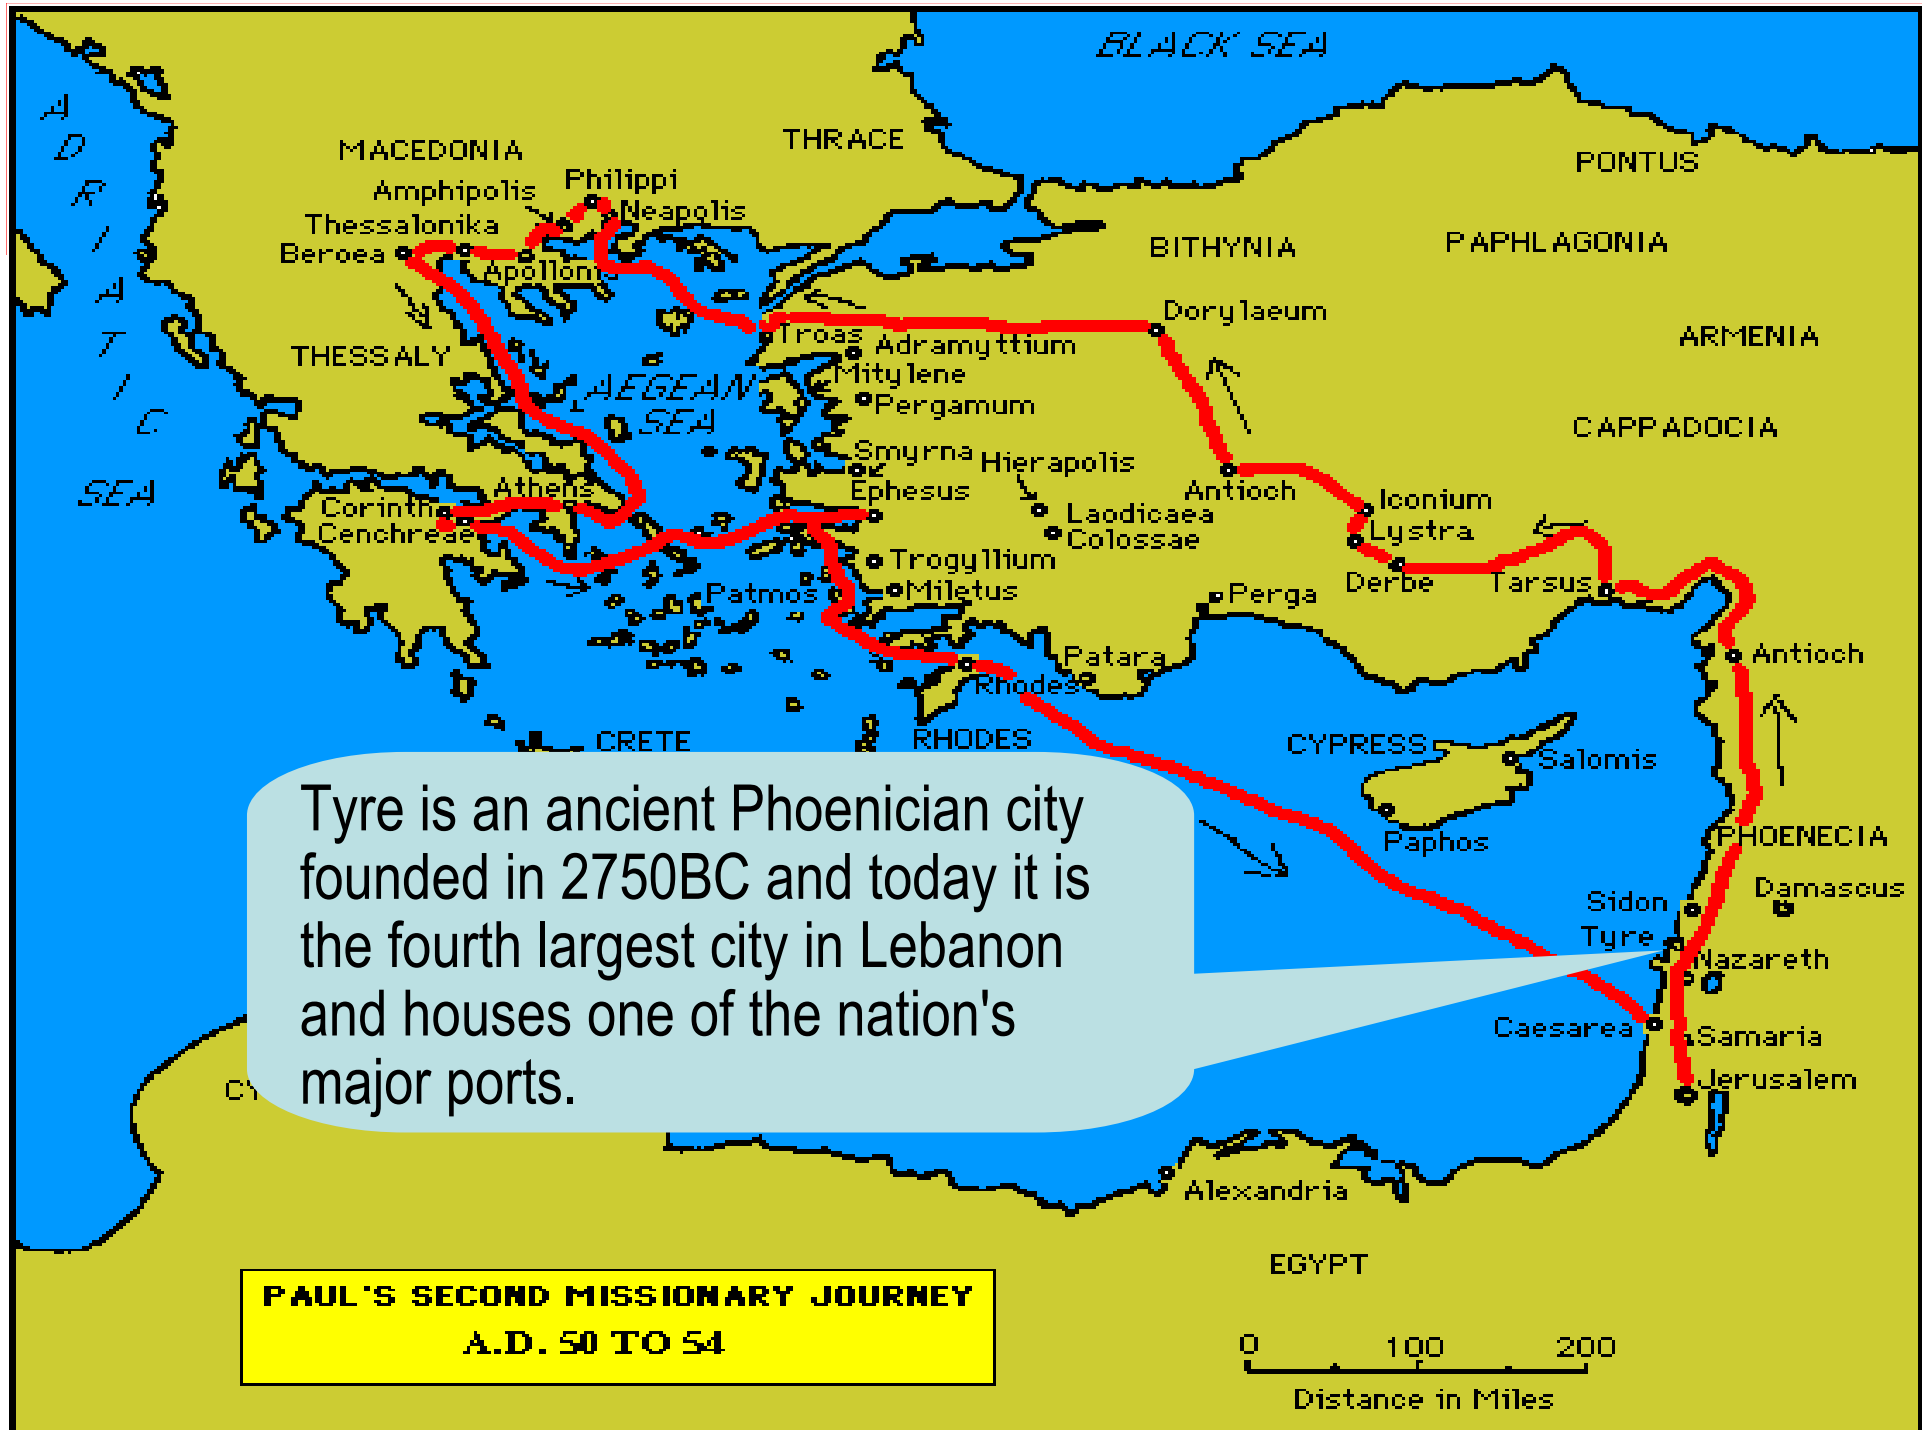 BLACK SEA
ADRIATIC
SEA
MACEDONIA
THRACE
PONTUS
Amphipolis
Philippi
Neapolis
Thessalonika
Beroea
Apollonia
BITHYNIA
PAPHLAGONIA
Dorylaeum
Troas
ARMENIA
THESSALY
Adramyttium
AEGEAN
SEA
Mitylene
Pergamum
CAPPADOCIA
Smyrna
Hierapolis
Athens
Ephesus
Antioch
Iconium
Corinth
Laodicaea
Lystra
Cenchreae
Colossae
Trogyllium
Derbe
Tarsus
Patmos
Miletus
Perga
Patara
Antioch
Rhodes
CRETE
RHODES
CYPRESS
Salomis
Paphos
PHOENECIA
Sidon
Damascus
Tyre
Nazareth
Caesarea
Samaria
Jerusalem
Tyre is an ancient Phoenician city
founded in 2750BC and today it is
the fourth largest city in Lebanon
and houses one of the nation's
major ports.
CY
Alexandria
EGYPT
PAUL'S SECOND MISSIONARY JOURNEY
A.D. 50 TO 54
0 100 200
Distance in Miles